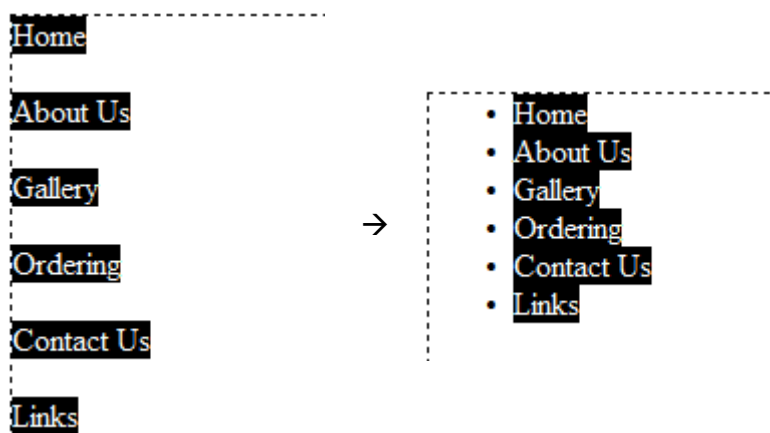 Home
About Us
Gallery
Ordering
Contact Us
Links
→
• Home
• About Us
• Gallery
• Ordering
• Contact Us
• Links